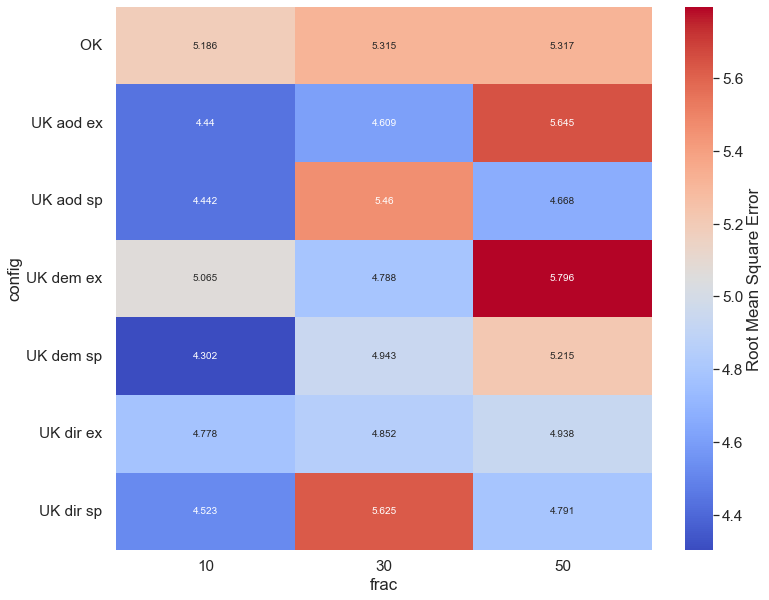 OK 5.186 5.315 5.317
UK aod ex 4.44 4.609 5.645
UK aod sp 4.442 5.46 4.668
UK dem ex 5.065 4.788 5.796
UK dem sp 4.302 4.943 5.215
UK dir ex 4.778 4.852 4.938
UK dir sp 4.523 5.625 4.791
10 30 50
frac
config
5.6
5.4
5.2
5.0
4.8
4.6
4.4
Root Mean Square Error